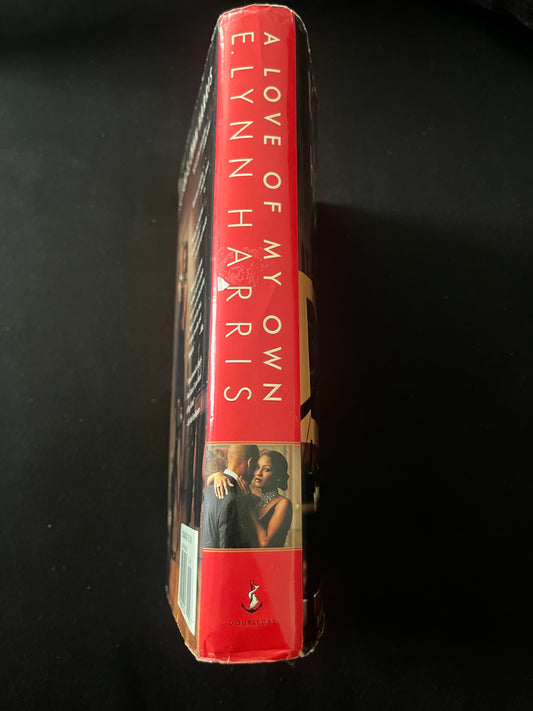 A LOVE OF MY OWN
E. LYNN HARRIS
DOUBLEDAY